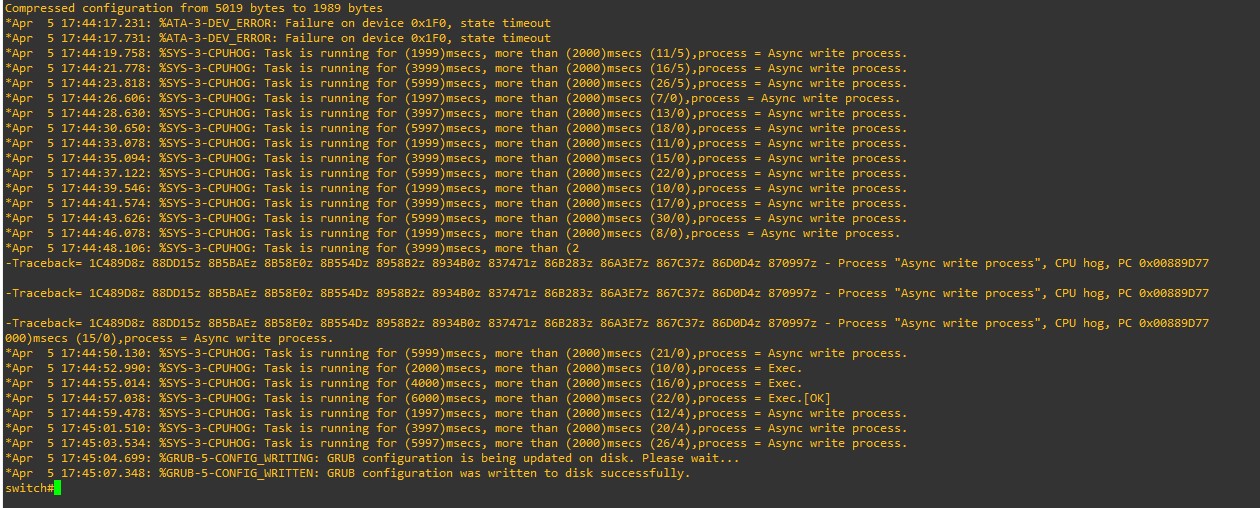 Compressed configuration from 5019 bytes to 1989 bytes
*Apr  5 17:44:17.231: %ATA-3-DEV_ERROR: Failure on device 0x1F0, state timeout
*Apr  5 17:44:17.731: %ATA-3-DEV_ERROR: Failure on device 0x1F0, state timeout
*Apr  5 17:44:19.758: %SYS-3-CPUHOG: Task is running for (1999)msecs, more than (2000)msecs (11/5),process = Async write process.
*Apr  5 17:44:21.778: %SYS-3-CPUHOG: Task is running for (3999)msecs, more than (2000)msecs (16/5),process = Async write process.
*Apr  5 17:44:23.818: %SYS-3-CPUHOG: Task is running for (5999)msecs, more than (2000)msecs (26/5),process = Async write process.
*Apr  5 17:44:26.606: %SYS-3-CPUHOG: Task is running for (1997)msecs, more than (2000)msecs (7/0),process = Async write process.
*Apr  5 17:44:28.630: %SYS-3-CPUHOG: Task is running for (3997)msecs, more than (2000)msecs (13/0),process = Async write process.
*Apr  5 17:44:30.650: %SYS-3-CPUHOG: Task is running for (5997)msecs, more than (2000)msecs (18/0),process = Async write process.
*Apr  5 17:44:33.078: %SYS-3-CPUHOG: Task is running for (1999)msecs, more than (2000)msecs (11/0),process = Async write process.
*Apr  5 17:44:35.094: %SYS-3-CPUHOG: Task is running for (3999)msecs, more than (2000)msecs (15/0),process = Async write process.
*Apr  5 17:44:37.122: %SYS-3-CPUHOG: Task is running for (5999)msecs, more than (2000)msecs (22/0),process = Async write process.
*Apr  5 17:44:39.546: %SYS-3-CPUHOG: Task is running for (1999)msecs, more than (2000)msecs (10/0),process = Async write process.
*Apr  5 17:44:41.574: %SYS-3-CPUHOG: Task is running for (3999)msecs, more than (2000)msecs (17/0),process = Async write process.
*Apr  5 17:44:43.626: %SYS-3-CPUHOG: Task is running for (5999)msecs, more than (2000)msecs (30/0),process = Async write process.
*Apr  5 17:44:46.078: %SYS-3-CPUHOG: Task is running for (1999)msecs, more than (2000)msecs (8/0),process = Async write process.
*Apr  5 17:44:48.106: %SYS-3-CPUHOG: Task is running for (3999)msecs, more than (2
-Traceback= 1C489D8z 88DD15z 8B5BAEz 8B58E0z 8B554Dz 8958B2z 8934B0z 837471z 86B283z 86A3E7z 867C37z 86D0D4z 870997z - Process "Async write process", CPU hog, PC 0x00889D77
-Traceback= 1C489D8z 88DD15z 8B5BAEz 8B58E0z 8B554Dz 8958B2z 8934B0z 837471z 86B283z 86A3E7z 867C37z 86D0D4z 870997z - Process "Async write process", CPU hog, PC 0x00889D77
-Traceback= 1C489D8z 88DD15z 8B5BAEz 8B58E0z 8B554Dz 8958B2z 8934B0z 837471z 86B283z 86A3E7z 867C37z 86D0D4z 870997z - Process "Async write process", CPU hog, PC 0x00889D77
000)msecs (15/0),process = Async write process.
*Apr  5 17:44:50.130: %SYS-3-CPUHOG: Task is running for (5999)msecs, more than (2000)msecs (21/0),process = Async write process.
*Apr  5 17:44:52.990: %SYS-3-CPUHOG: Task is running for (2000)msecs, more than (2000)msecs (10/0),process = Exec.
*Apr  5 17:44:55.014: %SYS-3-CPUHOG: Task is running for (4000)msecs, more than (2000)msecs (16/0),process = Exec.
*Apr  5 17:44:57.038: %SYS-3-CPUHOG: Task is running for (6000)msecs, more than (2000)msecs (22/0),process = Exec.[OK]
*Apr  5 17:44:59.478: %SYS-3-CPUHOG: Task is running for (1997)msecs, more than (2000)msecs (12/4),process = Async write process.
*Apr  5 17:45:01.510: %SYS-3-CPUHOG: Task is running for (3997)msecs, more than (2000)msecs (20/4),process = Async write process.
*Apr  5 17:45:03.534: %SYS-3-CPUHOG: Task is running for (5997)msecs, more than (2000)msecs (26/4),process = Async write process.
*Apr  5 17:45:04.699: %GRUB-5-CONFIG_WRITING: GRUB configuration is being updated on disk. Please wait...
*Apr  5 17:45:07.348: %GRUB-5-CONFIG_WRITTEN: GRUB configuration was written to disk successfully.
switch#